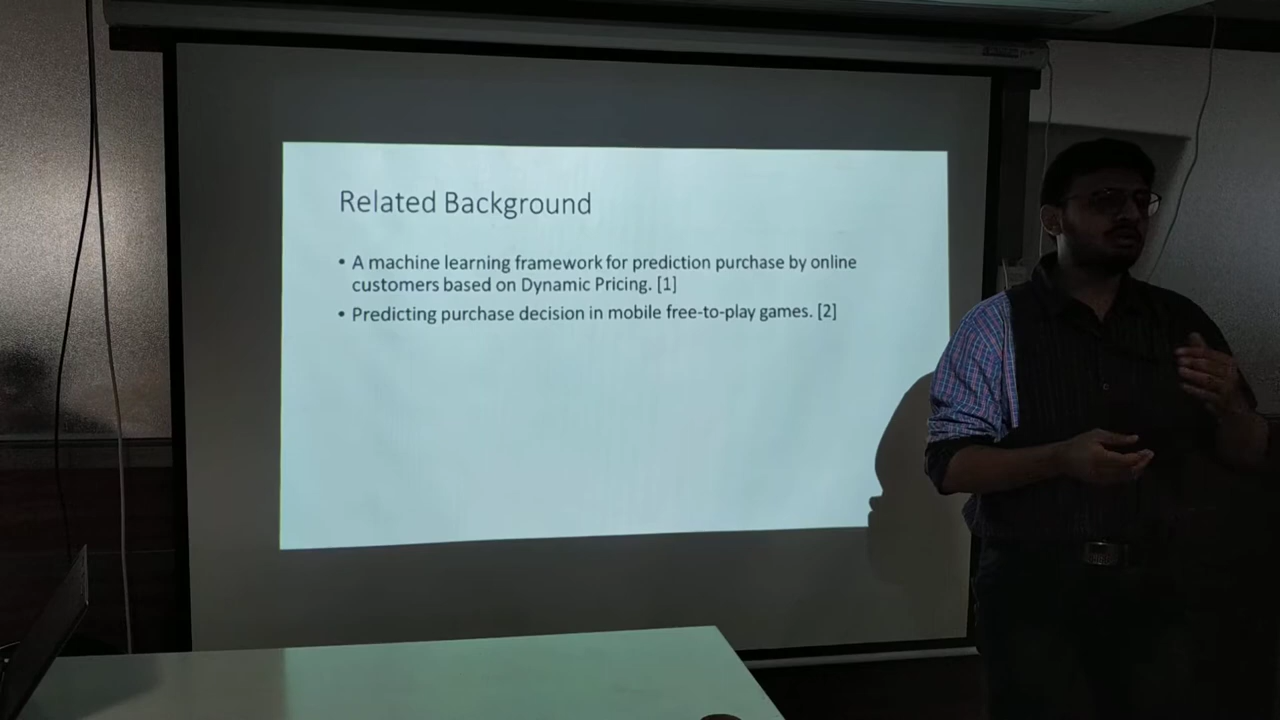 Related Background
• A machine learning framework for prediction purchase by online
customers based on Dynamic Pricing. [1]
• Predicting purchase decision in mobile free-to-play games. [2]